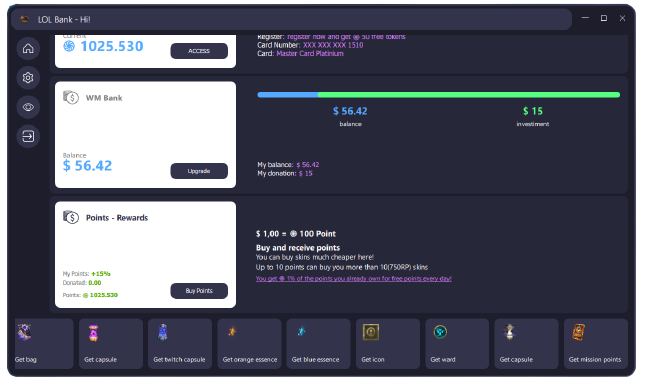 LOL Bank - Hi!
Current
1025.530
ACCESS
Register: register now and get 50 free tokens
Card Number: XXX XXX XXX 1510
Card: Master Card Platinium
WM Bank
Balance
$ 56.42
Upgrade
$ 56.42
balance
$ 15
investiment
My balance: $ 56.42
My donation: $ 15
Points - Rewards
My Points: +15%
Donated: 0.00
Points: 1025.530
Buy Points
$ 1,00 = 100 Point
Buy and receive points
You can buy skins much cheaper here!
Up to 10 points can buy you more than 10(750RP) skins
You get 1% of the points you already own for free points every day!
Get bag
Get capsule
Get twitch capsule
Get orange essence
Get blue essence
Get icon
Get ward
Get capsule
Get mission points